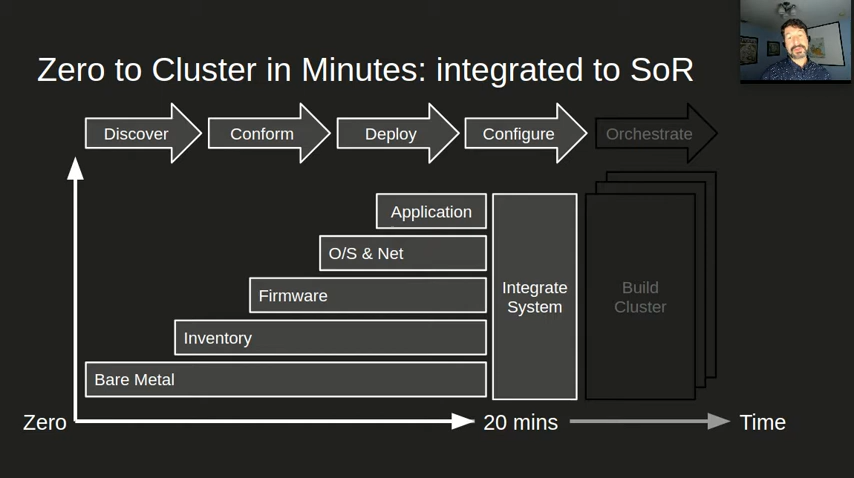 Zero to Cluster in Minutes: integrated to SoR
Discover
Conform
Deploy
Configure
Orchestrate
Application
O/S & Net
Firmware
Inventory
Bare Metal
Integrate
System
Build
Cluster
Zero
20 mins
Time